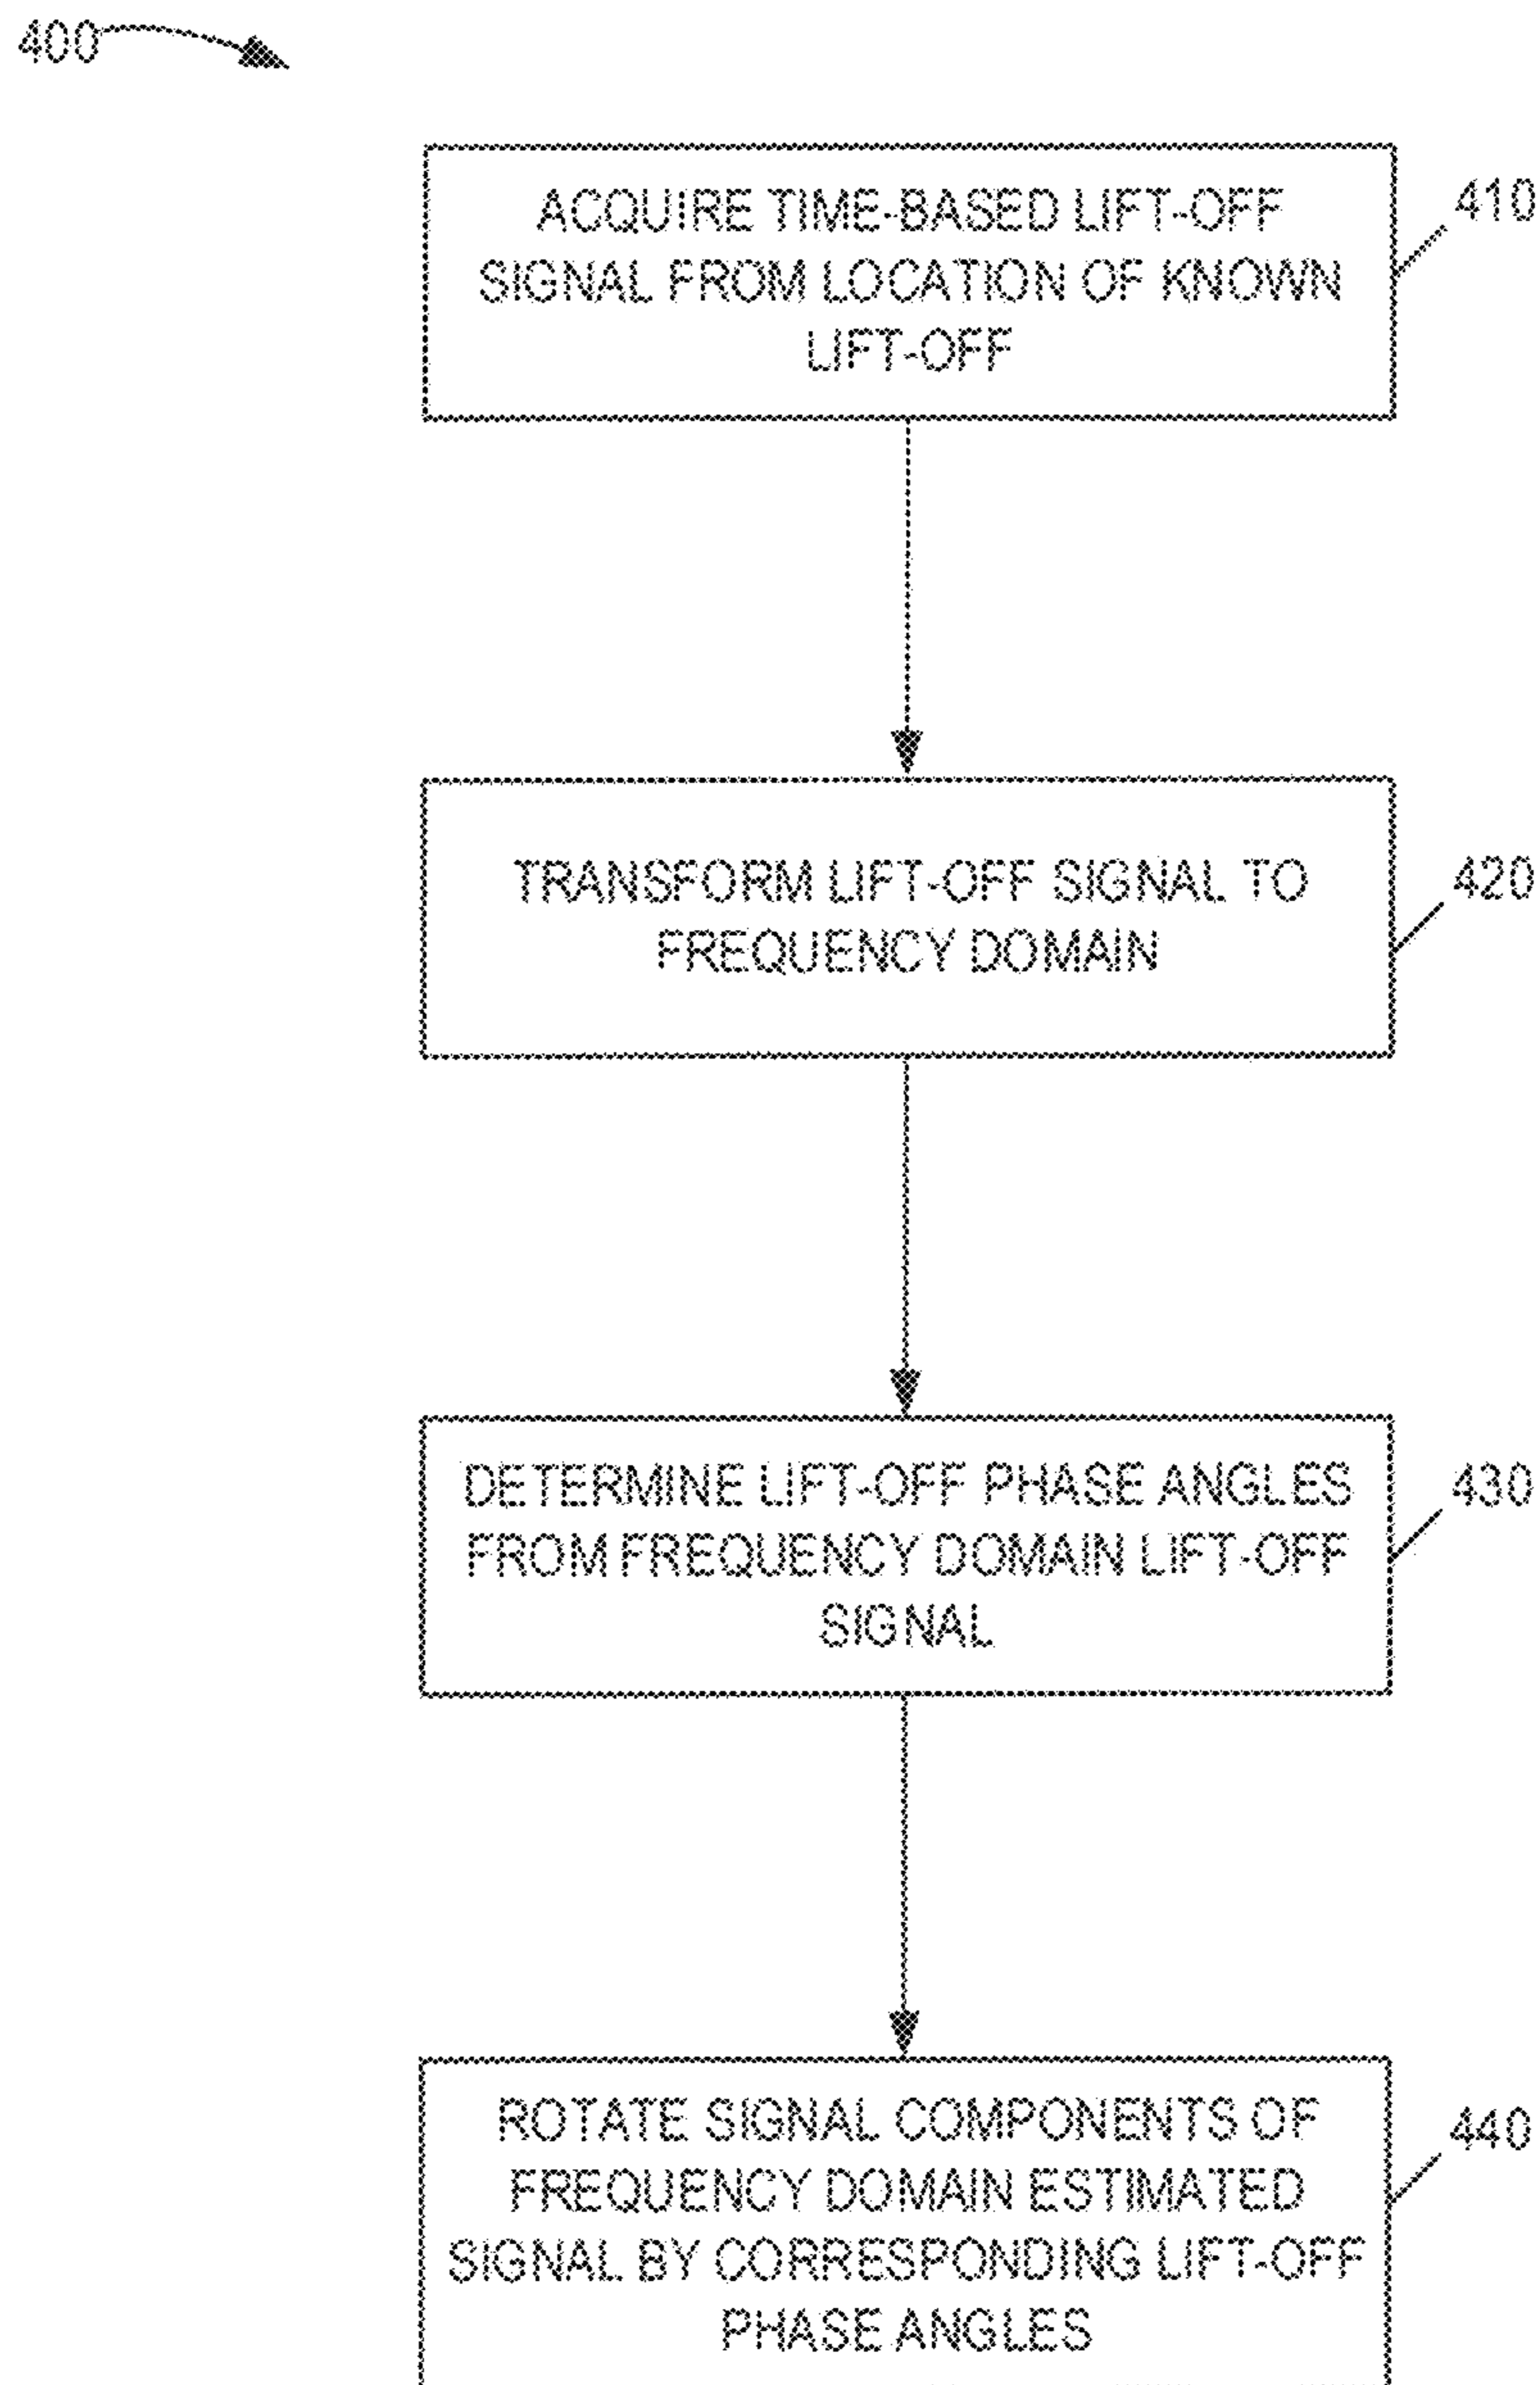 400
ACQUIRE TIME-BASED LIFT-OFF
SIGNAL FROM LOCATION OF KNOWN
LIFT-OFF
410
TRANSFORM LIFT-OFF SIGNAL TO
FREQUENCY DOMAIN
420
DETERMINE LIFT-OFF PHASE ANGLES
FROM FREQUENCY DOMAIN LIFT-OFF
SIGNAL
430
ROTATE SIGNAL COMPONENTS OF
FREQUENCY DOMAIN ESTIMATED
SIGNAL BY CORRESPONDING LIFT-OFF
PHASE ANGLES
440